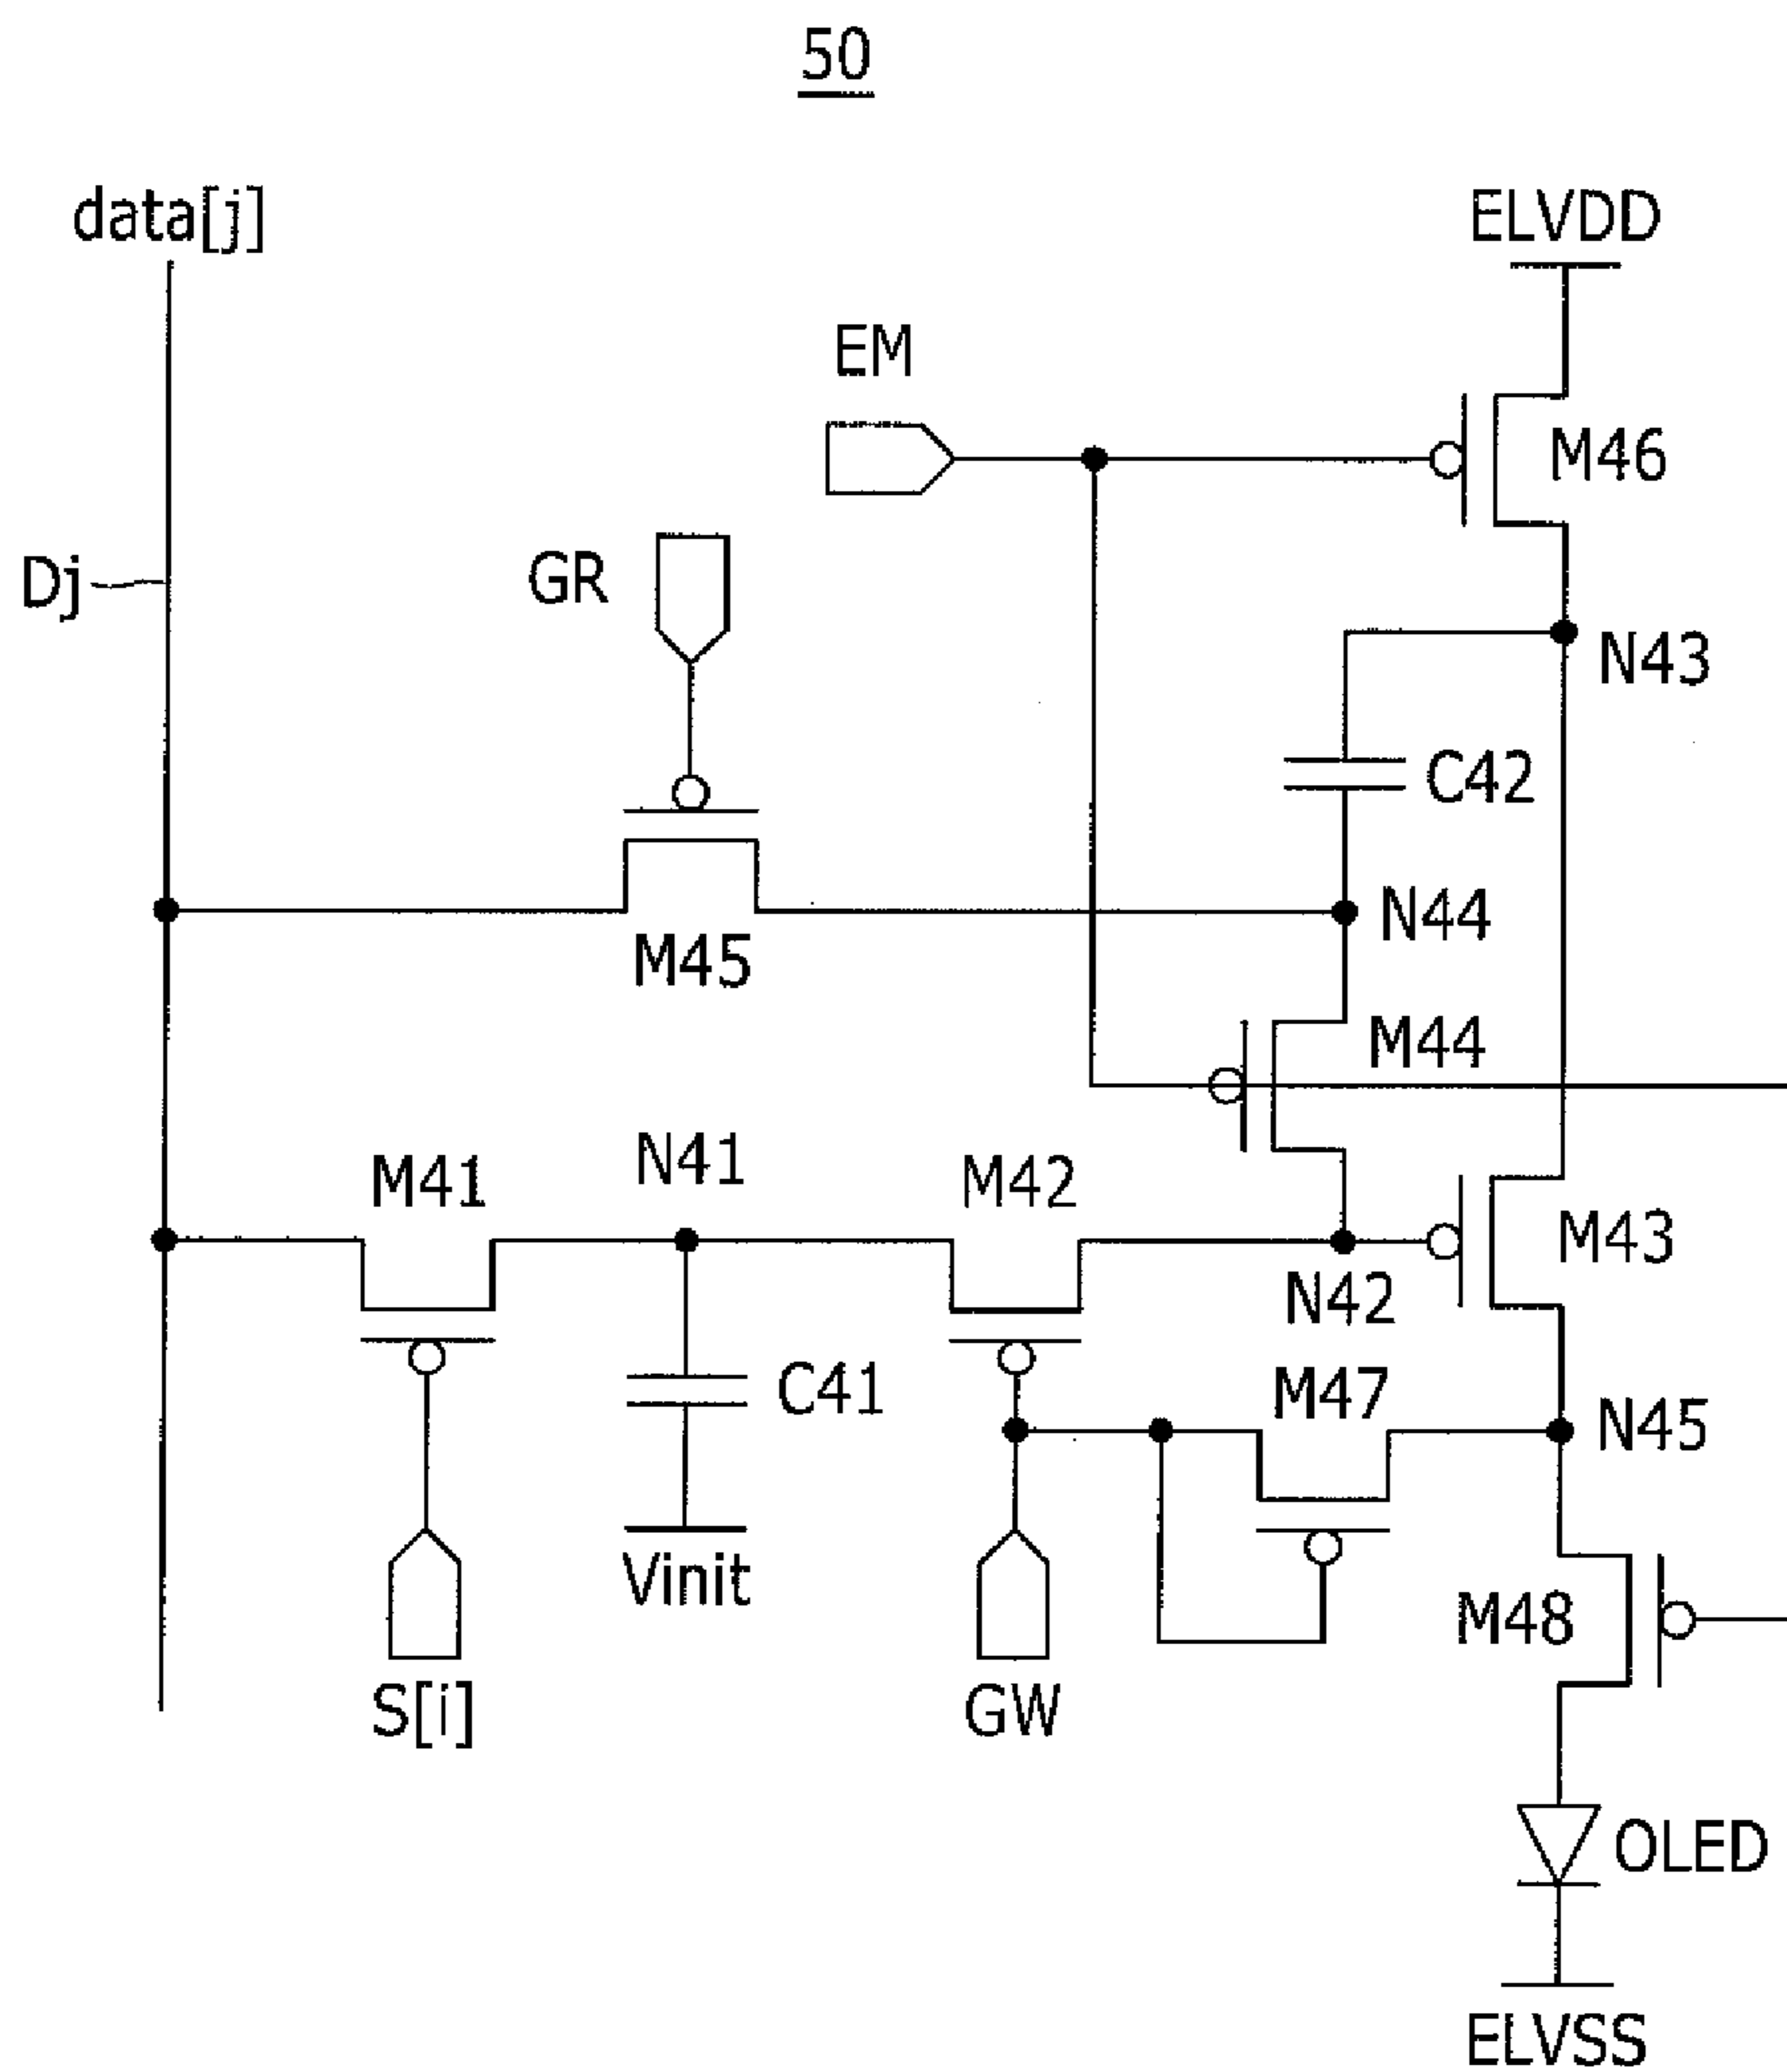 50
data[j]
ELVDD
EM
M46
Dj
GR
N43
C42
N44
M45
M44
M41
N41
M42
M43
N42
C41
M47
N45
Vinit
M48
S[i]
GW
OLED
ELVSS